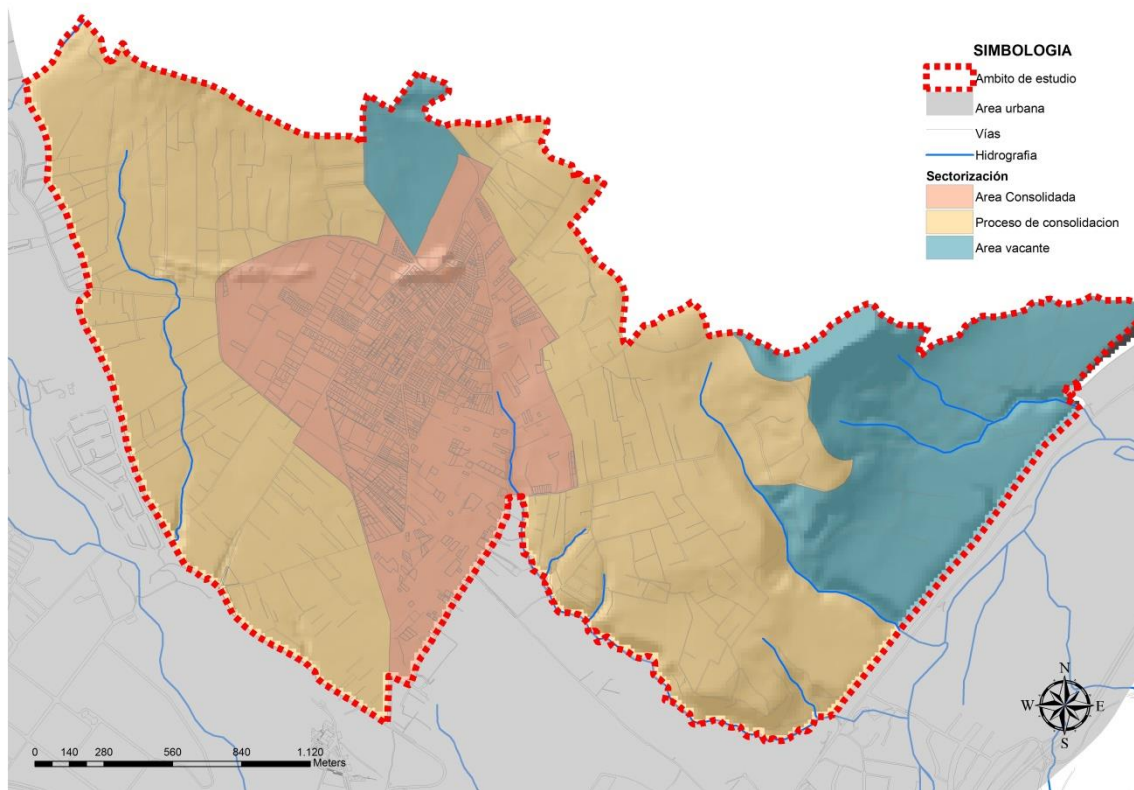 SIMBOLOGIA
Ambito de estudio
Area urbana
Vías
Hidrografia
Sectorización
Area Consolidada
Proceso de consolidacion
Area vacante
N
W E
S
0 140 280 560 840 1.120
Meters